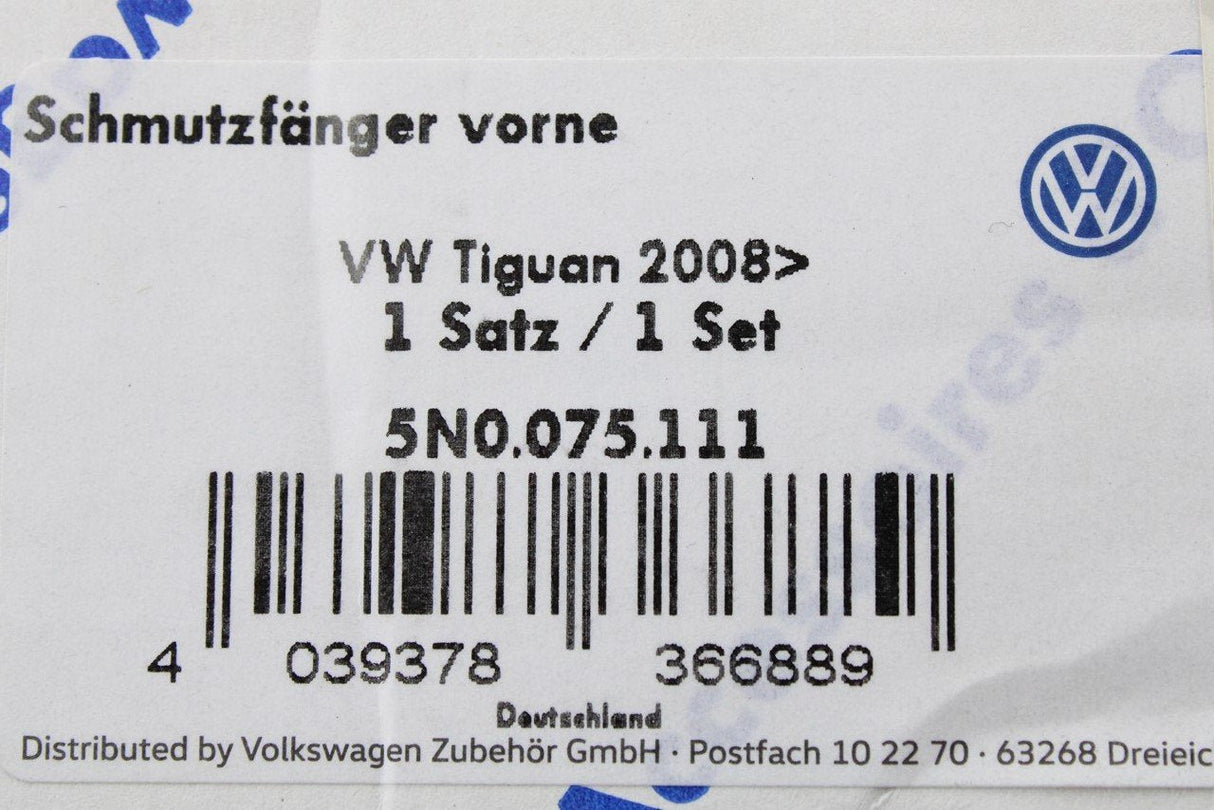 Schmutzfänger vorne
VW Tiguan 2008>
1 Satz / 1 Set
5N0.075.111
4 039378 366889
Deutschland
Distributed by Volkswagen Zubehör GmbH · Postfach 10 22 70 · 63268 Dreieic